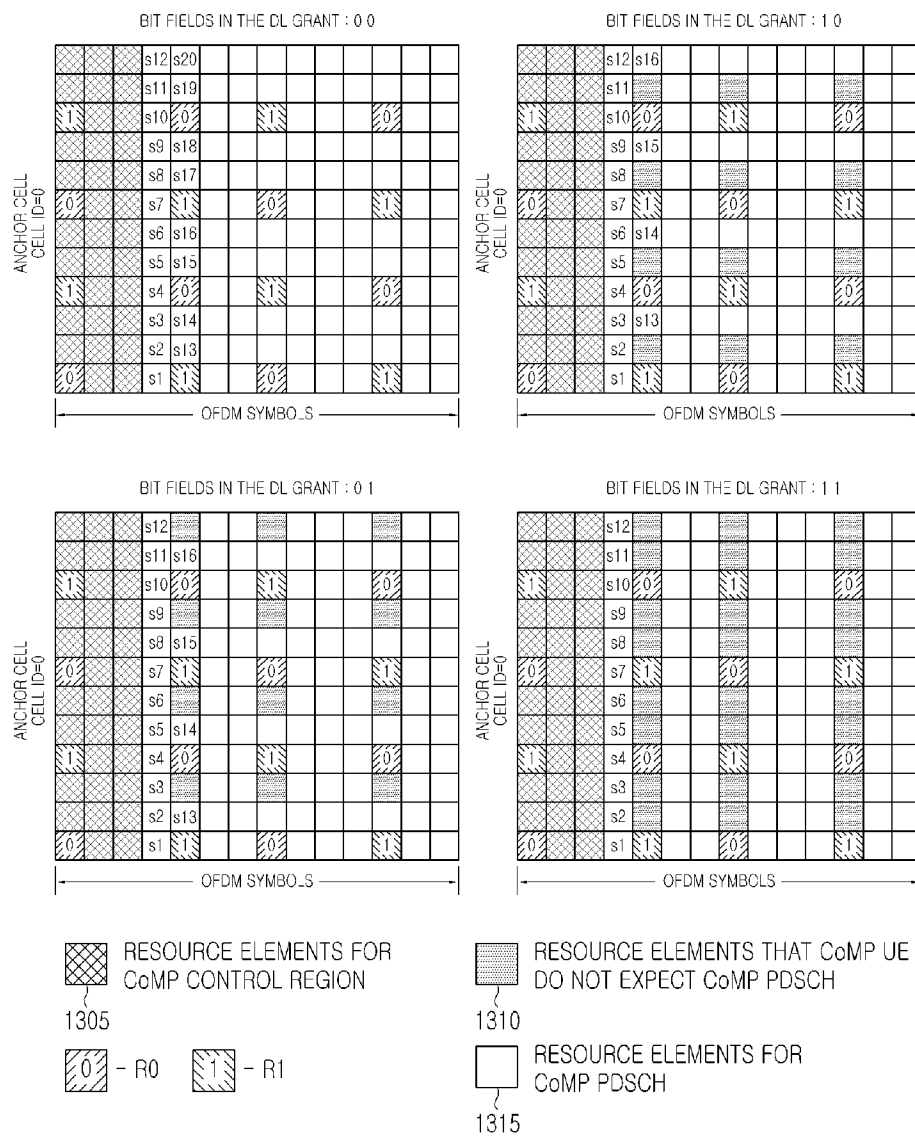 BIT FIELDS IN THE DL GRANT : 0 0
ANCHOR CELL
CELL ID=0
s12 s20
s11 s19
1 s10 0 1 0
s9 s18
s8 s17
0 s7 1 0 1
s6 s16
s5 s15
1 s4 0 1 0
s3 s14
s2 s13
0 s1 1 0 1
OFDM SYMBOLS
BIT FIELDS IN THE DL GRANT : 1 0
ANCHOR CELL
CELL ID=0
s12 s16
s11
1 s10 0 1 0
s9 s15
s8
0 s7 1 0 1
s6 s14
s5
1 s4 0 1 0
s3 s13
s2
0 s1 1 0 1
OFDM SYMBOLS
BIT FIELDS IN THE DL GRANT : 0 1
ANCHOR CELL
CELL ID=0
s12
s11 s16
1 s10 0 1 0
s9
s8 s15
0 s7 1 0 1
s6
s5 s14
1 s4 0 1 0
s3
s2 s13
0 s1 1 0 1
OFDM SYMBOLS
BIT FIELDS IN THE DL GRANT : 1 1
ANCHOR CELL
CELL ID=0
s12
s11
1 s10 0 1 0
s9
s8
0 s7 1 0 1
s6
s5
1 s4 0 1 0
s3
s2
0 s1 1 0 1
OFDM SYMBOLS
RESOURCE ELEMENTS FOR
CoMP CONTROL REGION
1305
RESOURCE ELEMENTS THAT CoMP UE
DO NOT EXPECT CoMP PDSCH
1310
0 - R0 1 - R1
RESOURCE ELEMENTS FOR
CoMP PDSCH
1315